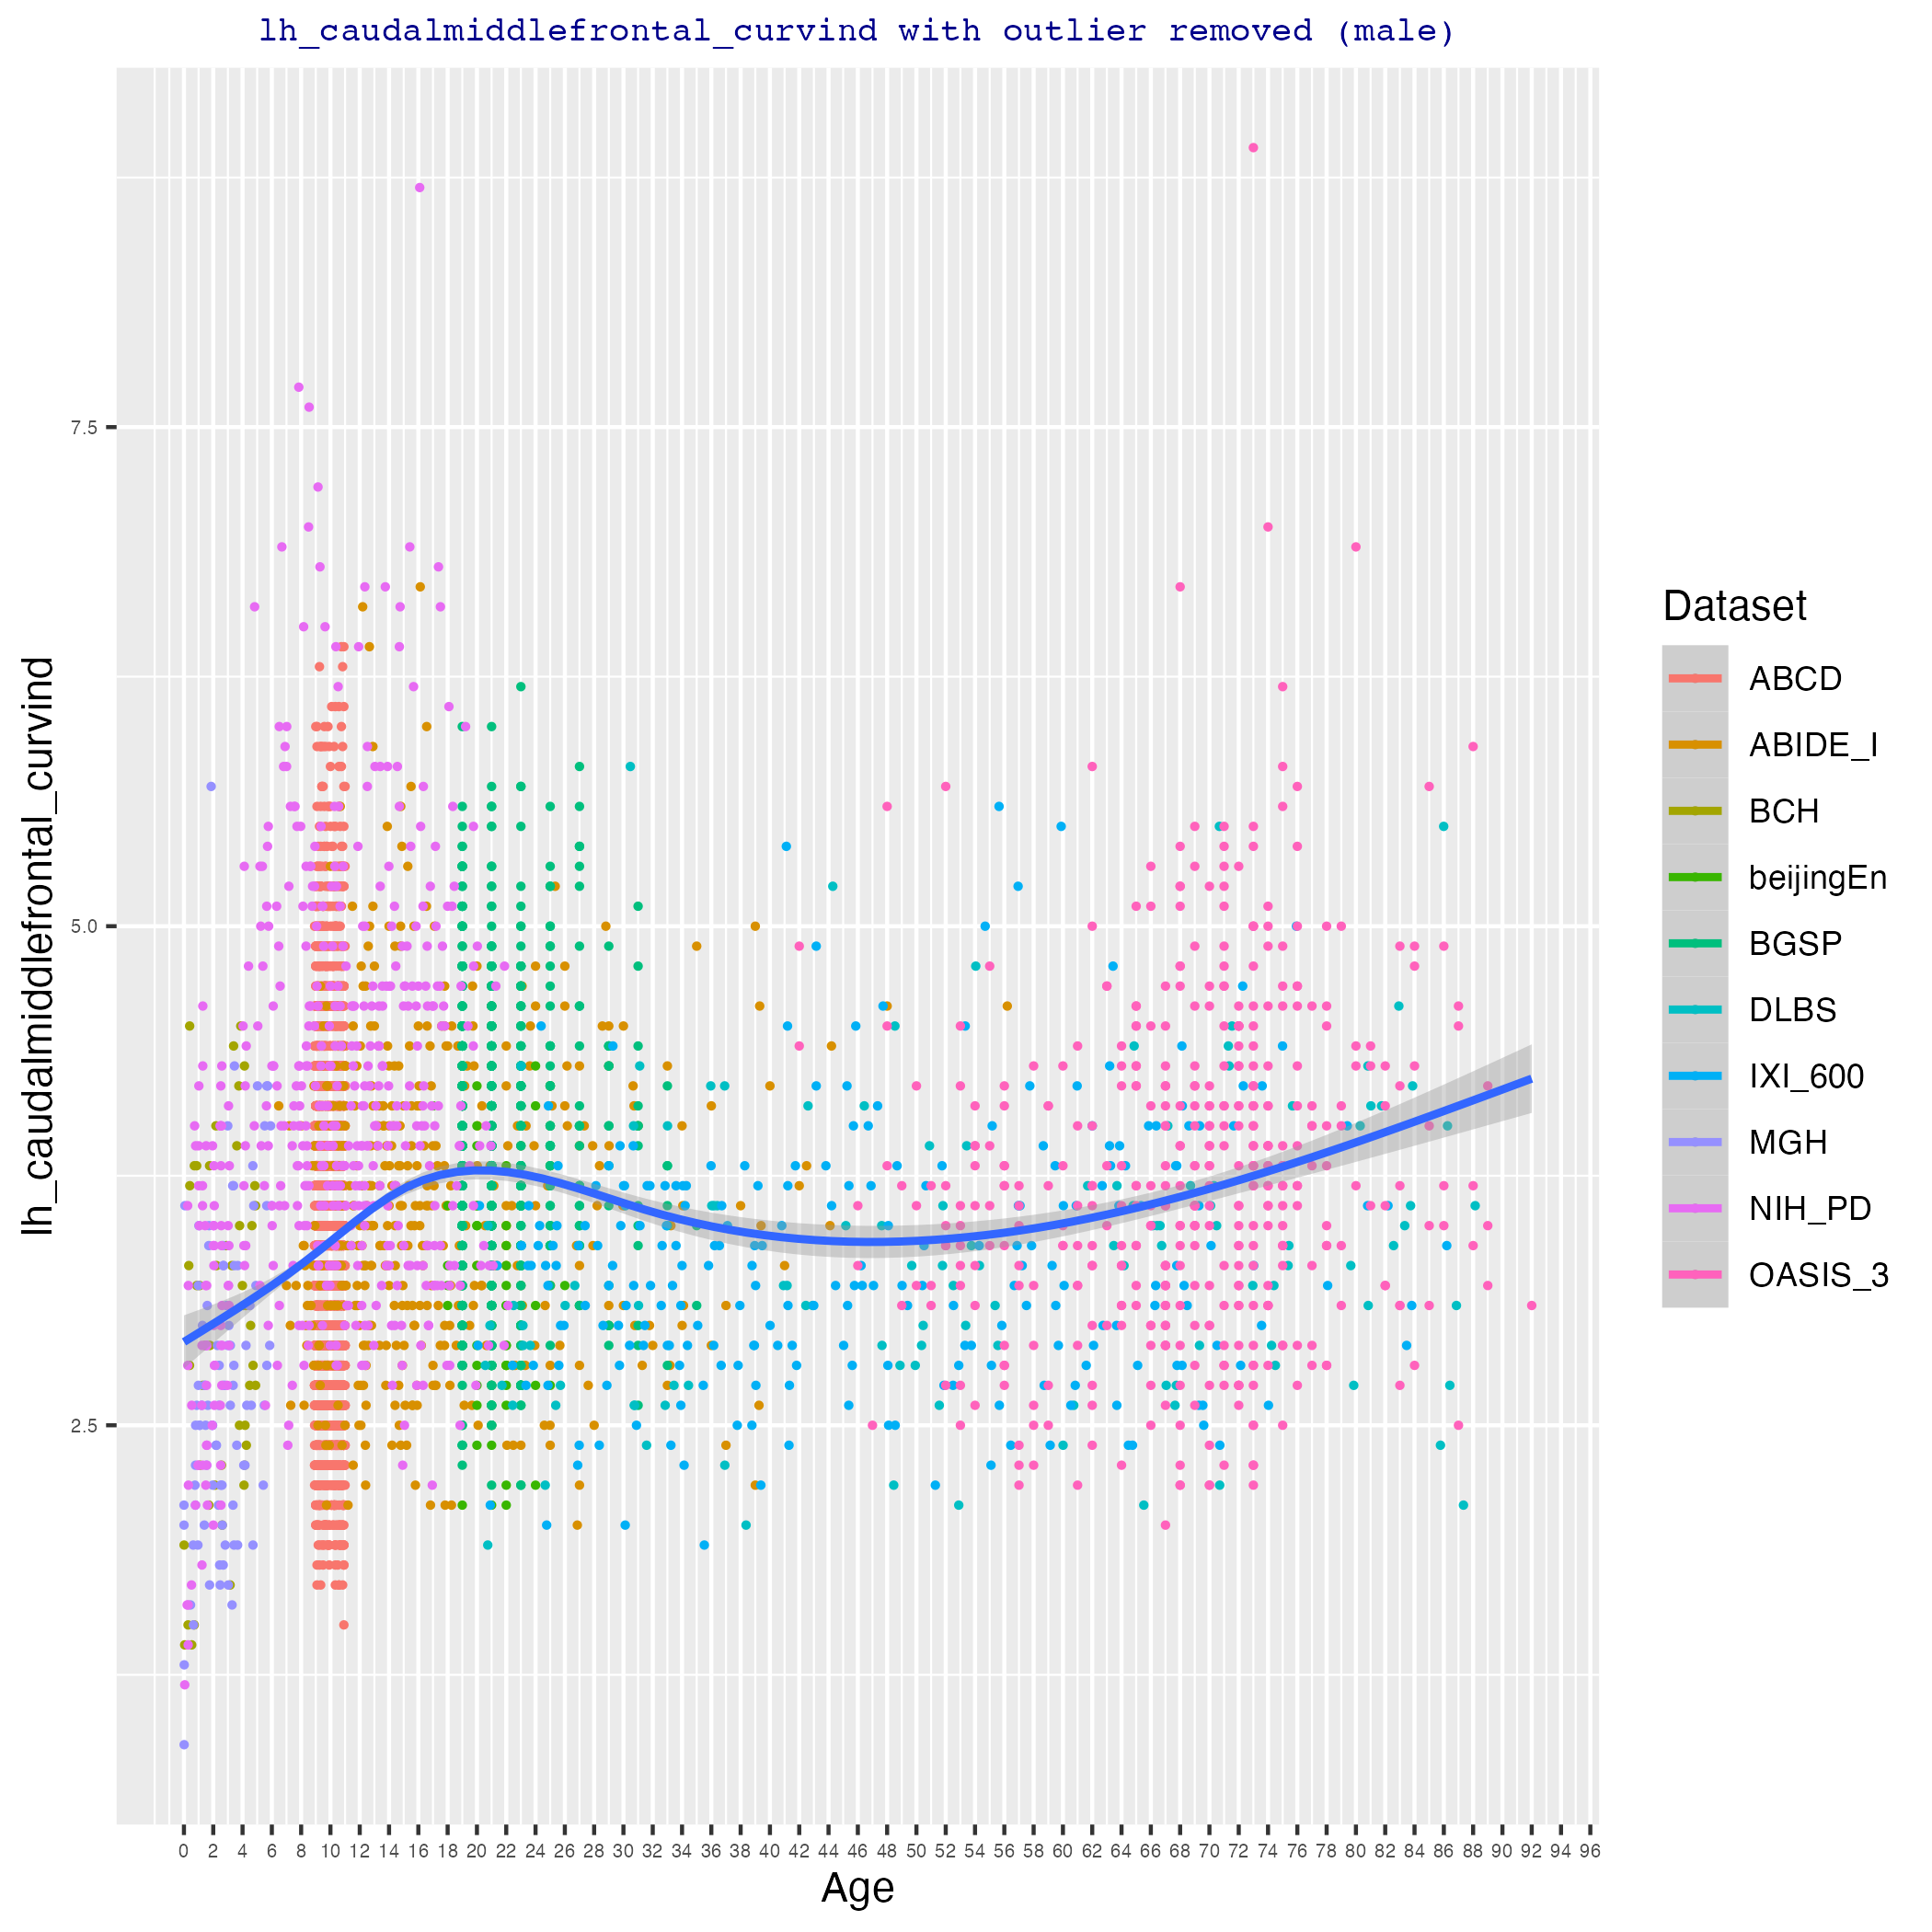 lh_caudalmiddlefrontal_curvind with outlier removed (male)
lh_caudalmiddlefrontal_curvind
7.5
5.0
2.5
0 2 4 6 8 10 12 14 16 18 20 22 24 26 28 30 32 34 36 38 40 42 44 46 48 50 52 54 56 58 60 62 64 66 68 70 72 74 76 78 80 82 84 86 88 90 92 94 96
Age
Dataset
ABCD
ABIDE_I
BCH
beijingEn
BGSP
DLBS
IXI_600
MGH
NIH_PD
OASIS_3